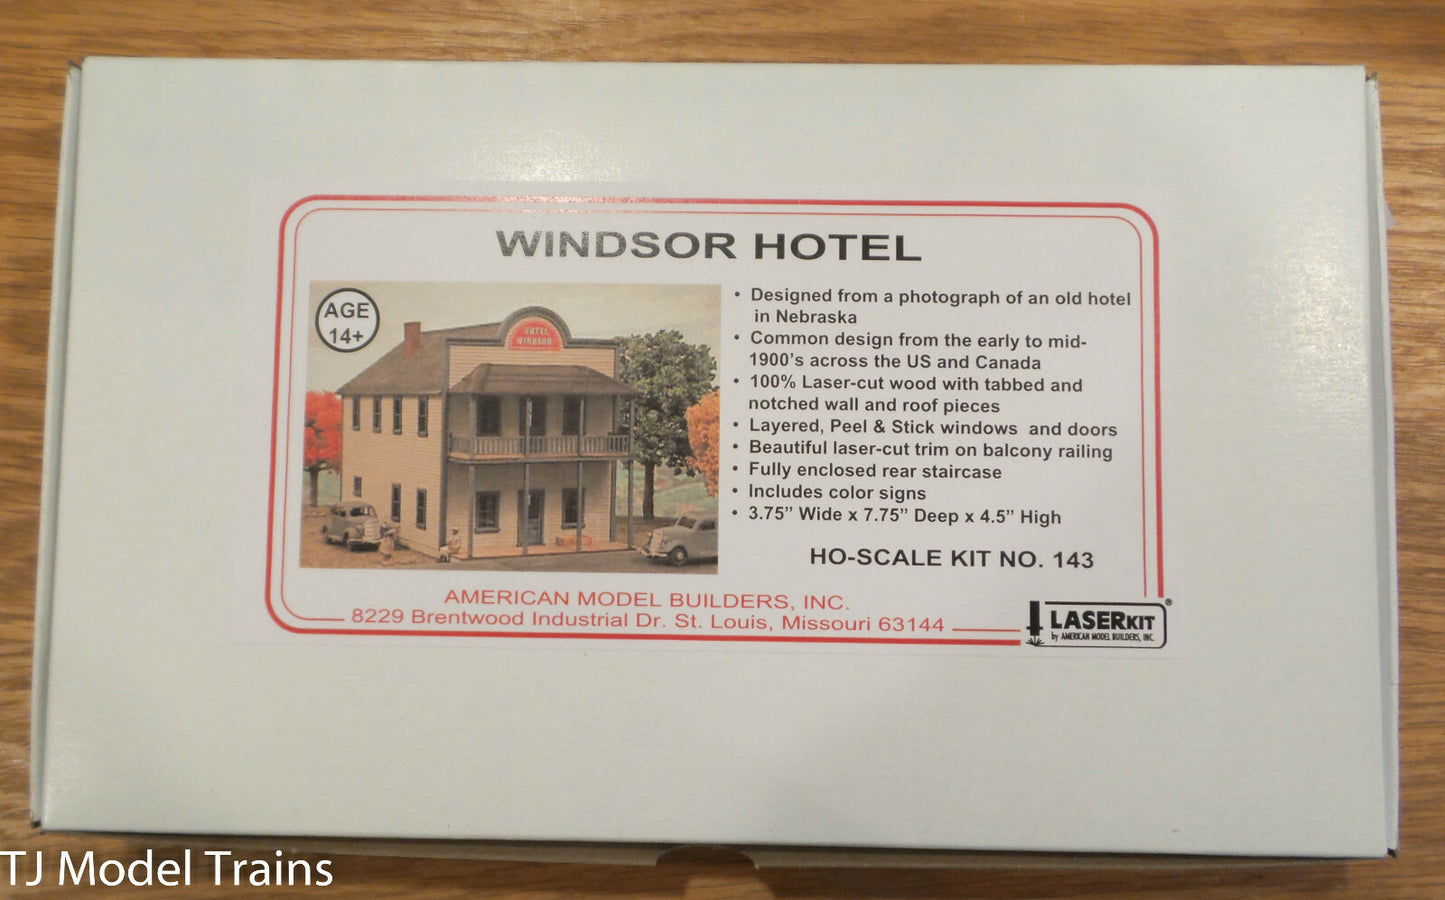 WINDSOR HOTEL
AGE
14+
HOTEL
WINDSOR
• Designed from a photograph of an old hotel
in Nebraska
• Common design from the early to mid-
1900's across the US and Canada
• 100% Laser-cut wood with tabbed and
notched wall and roof pieces
• Layered, Peel & Stick windows  and doors
• Beautiful laser-cut trim on balcony railing
• Fully enclosed rear staircase
• Includes color signs
• 3.75” Wide x 7.75” Deep x 4.5” High
HO-SCALE KIT NO. 143
AMERICAN MODEL BUILDERS, INC.
8229 Brentwood Industrial Dr. St. Louis, Missouri 63144
LASERKIT®
by AMERICAN MODEL BUILDERS, INC.
TJ Model Trains